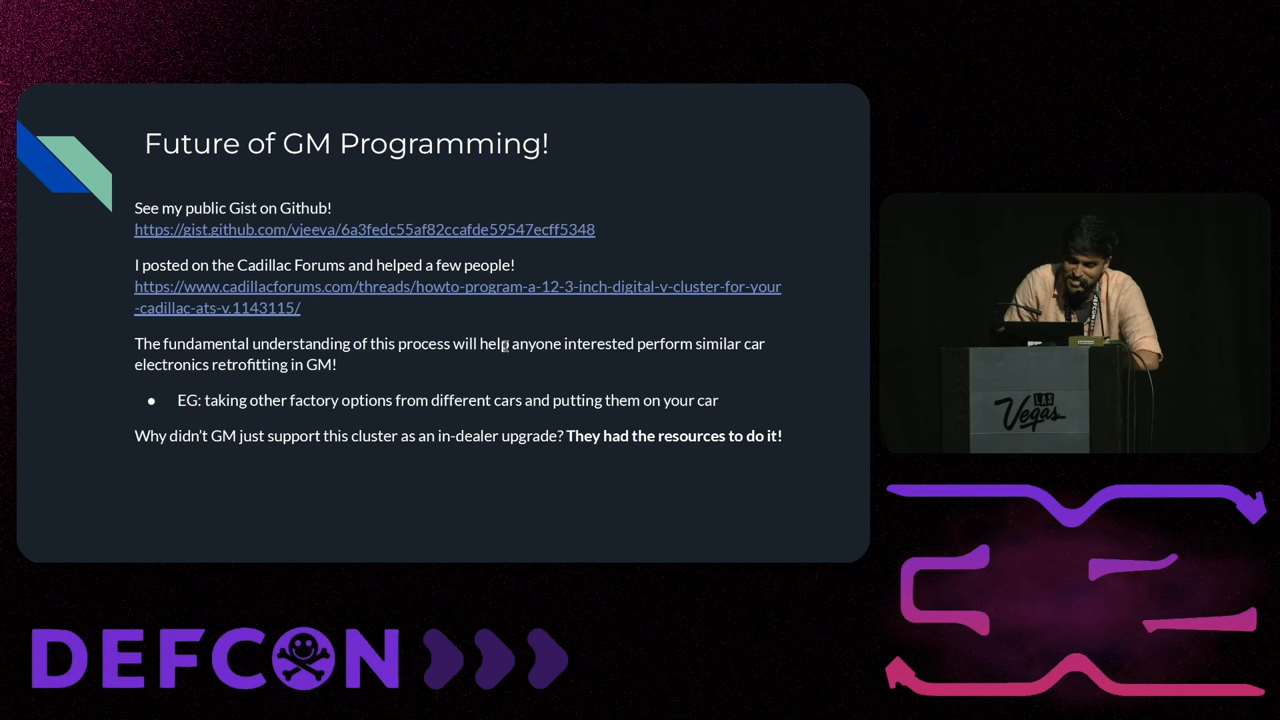 Future of GM Programming!
See my public Gist on Github!
https://gist.github.com/vjeeva/6a3fedc55af82ccafde59547ecff5348
I posted on the Cadillac Forums and helped a few people!
https://www.cadillacforums.com/threads/howto-program-a-12-3-inch-digital-v-cluster-for-your
-cadillac-ats-v.1143115/
The fundamental understanding of this process will help anyone interested perform similar car
electronics retrofitting in GM!
● EG: taking other factory options from different cars and putting them on your car
Why didn't GM just support this cluster as an in-dealer upgrade? They had the resources to do it!
DEFCON
LAS
Vegas
DEFCON